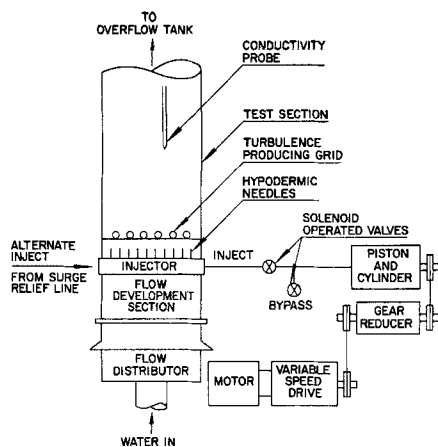 TO
OVERFLOW TANK
CONDUCTIVITY
PROBE
TEST SECTION
TURBULENCE
PRODUCING GRID
HYPODERMIC
NEEDLES
SOLENOID
OPERATED VALVES
ALTERNATE
INJECT
FROM SURGE
RELIEF LINE
INJECTOR
INJECT
BYPASS
PISTON
AND
CYLINDER
FLOW
DEVELOPMENT
SECTION
GEAR
REDUCER
FLOW
DISTRIBUTOR
MOTOR
VARIABLE
SPEED
DRIVE
WATER IN